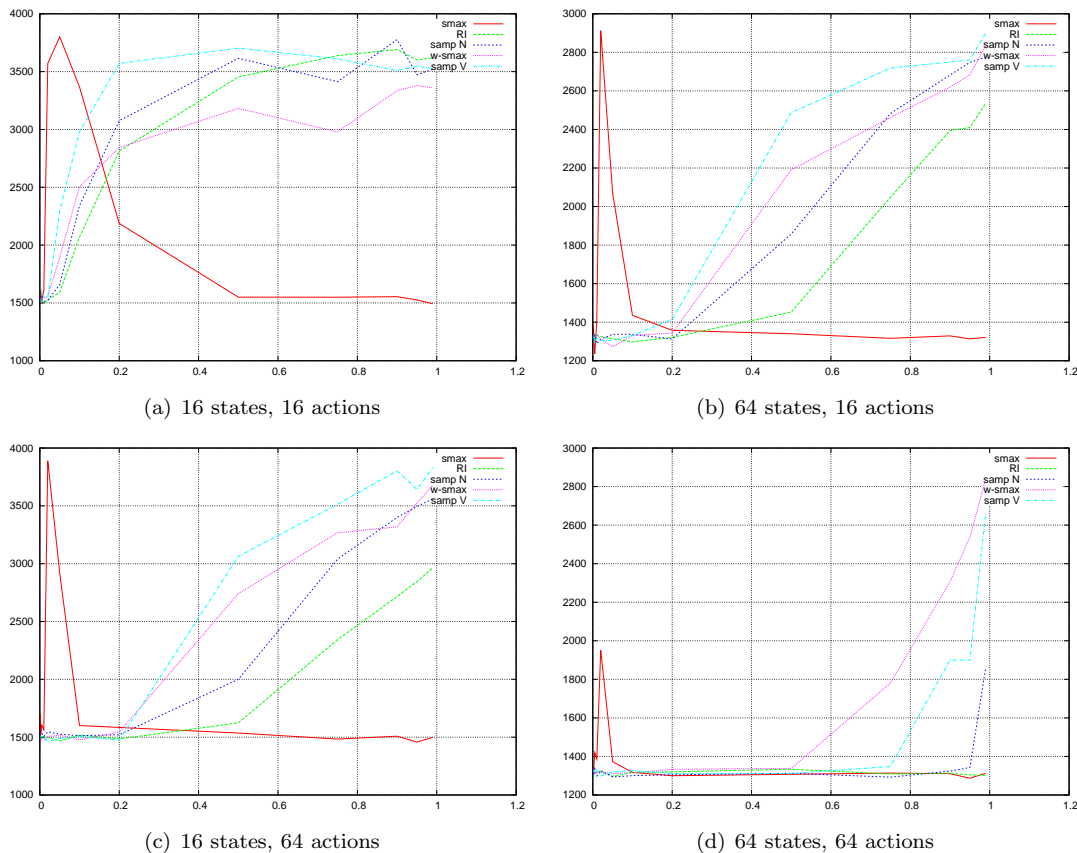 4000
3500
3000
2500
2000
1500
1000
0 0.2 0.4 0.6 0.8 1 1.2
smax
RI
samp N
w-smax
samp V
(a) 16 states, 16 actions
3000
2800
2600
2400
2200
2000
1800
1600
1400
1200
0 0.2 0.4 0.6 0.8 1 1.2
smax
RI
samp N
w-smax
samp V
(b) 64 states, 16 actions
4000
3500
3000
2500
2000
1500
1000
0 0.2 0.4 0.6 0.8 1 1.2
smax
RI
samp N
w-smax
samp V
(c) 16 states, 64 actions
3000
2800
2600
2400
2200
2000
1800
1600
1400
1200
0 0.2 0.4 0.6 0.8 1 1.2
smax
RI
samp N
w-smax
samp V
(d) 64 states, 64 actions